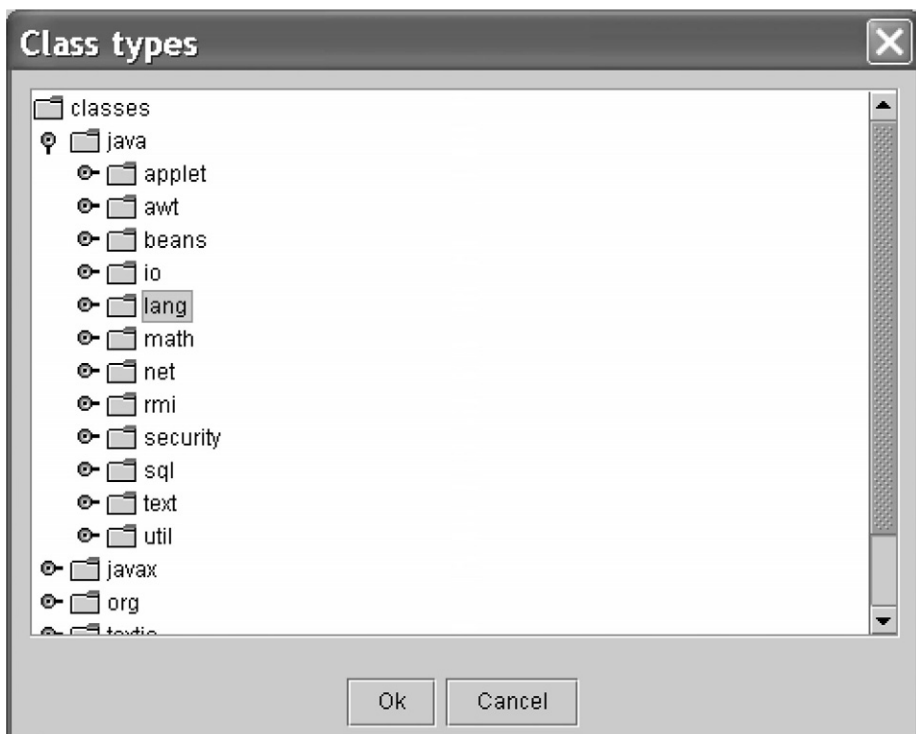 Class types
classes
java
applet
awt
beans
io
lang
math
net
rmi
security
sql
text
util
javax
org
Ok Cancel